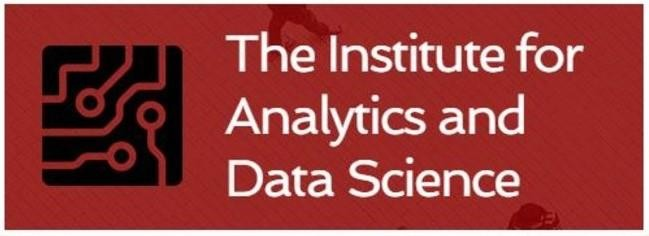 The Institute for
Analytics and
Data Science